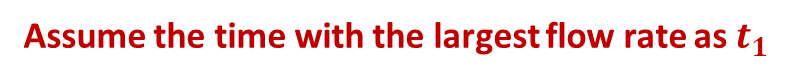 Assume the time with the largest flow rate as t₁